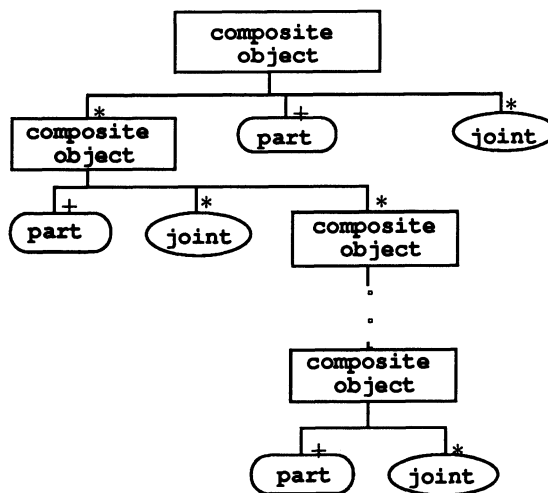 composite
object
*
+
*
composite
object
part
joint
+
*
*
part
joint
composite
object
composite
object
+
*
part
joint